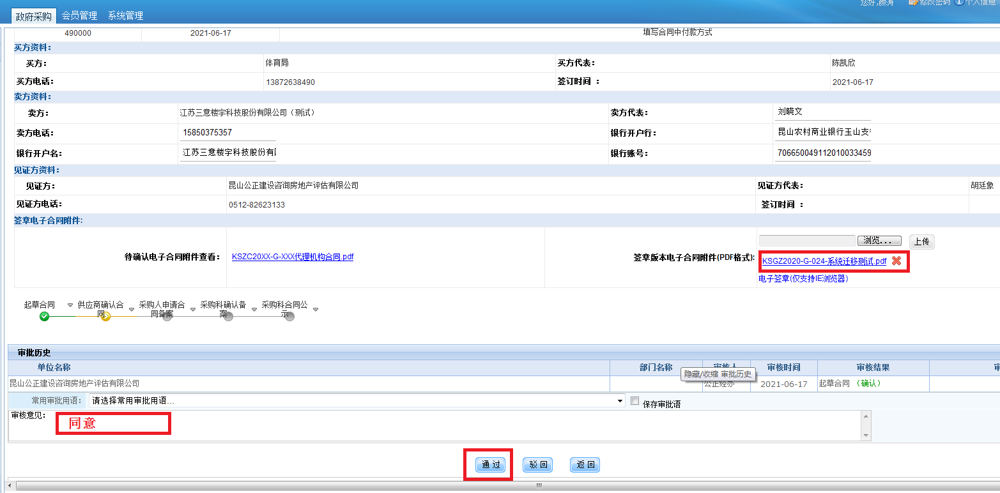 您好,颜涛 修改密码 个人信息
政府采购 会员管理 系统管理
490000 2021-06-17 填写合同中付款方式
买方资料：
买方： 体育局 买方代表： 陈凯欣
买方电话： 13872638490 签订时间 ： 2021-06-17
卖方资料：
卖方： 江苏三意楼宇科技股份有限公司（测试） 卖方代表： 刘晓文
卖方电话： 15850375357 银行开户行： 昆山农村商业银行玉山支
银行开户名： 江苏三意楼宇科技股份有 银行账号： 706650049112010033459
见证方资料：
见证方： 昆山公正建设咨询房地产评估有限公司 见证方代表： 胡廷象
见证方电话： 0512-82623133 签订时间 ：
签章电子合同附件:
浏览... 上传
待确认电子合同附件查看： KSZC20XX-G-XXX代理机构合同.pdf 签章版本电子合同附件(PDF格式): KSGZ2020-G-024-系统迁移测试.pdf
电子签章(仅支持IE浏览器)
起草合同 供应商确认合同 采购人申请合同备案 采购科确认备案 采购科合同公示
审批历史
单位名称 部门名称 审核人 审核时间 审核结果 审
隐藏/收缩 审批历史
昆山公正建设咨询房地产评估有限公司 公正经办 2021-06-17 起草合同 （确认）
常用审批用语： 请选择常用审批用语... 保存审批语
审核意见： 同意
通过 驳回 返回